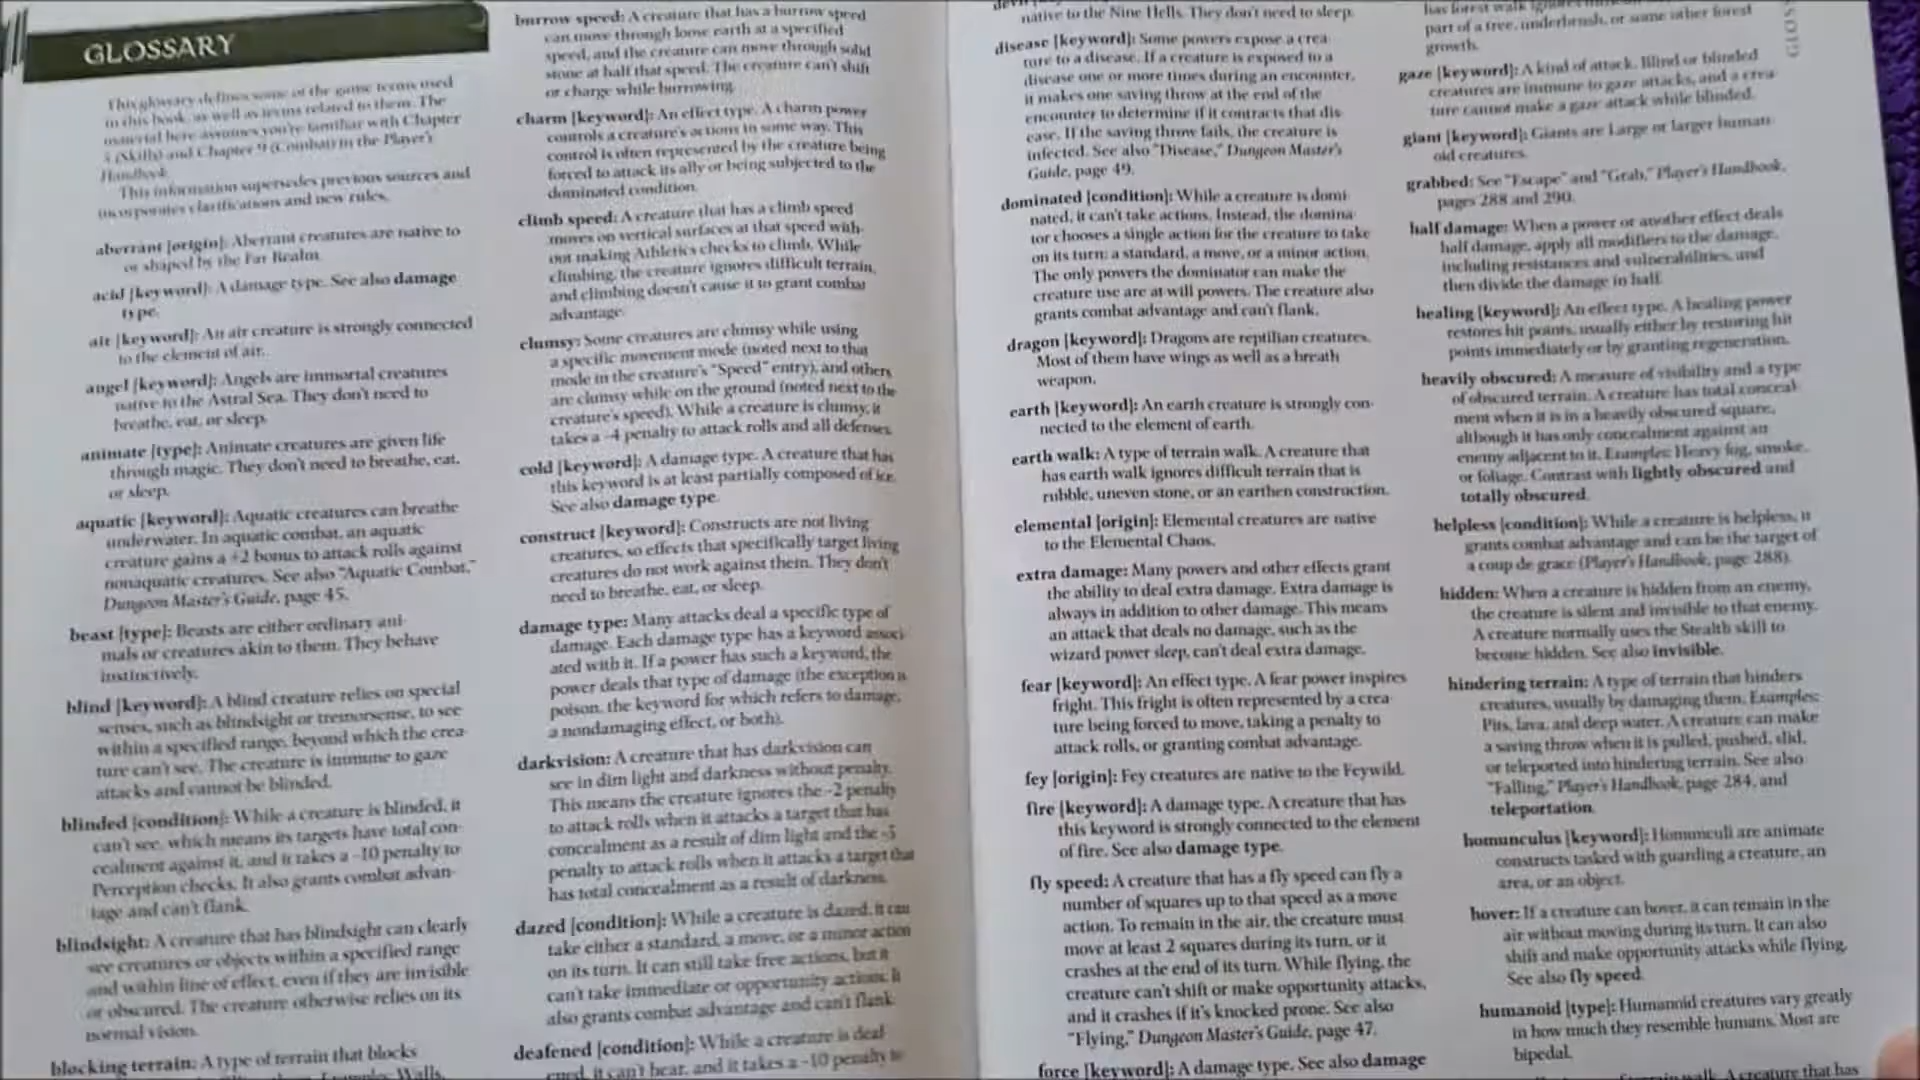 GLOSSARY
This glossary defines some of the game terms used
in this book, as well as terms related to them. The
material here assumes you're familiar with Chapter
5 (Skills) and Chapter 9 (Combat) in the Player's
Handbook.
This information supersedes previous sources and
incorporates clarifications and new rules.
aberrant [origin]: Aberrant creatures are native to
or shaped by the Far Realm.
acid [keyword]: A damage type. See also damage
type.
air [keyword]: An air creature is strongly connected
to the element of air.
angel [keyword]: Angels are immortal creatures
native to the Astral Sea. They don't need to
breathe, eat, or sleep.
animate [type]: Animate creatures are given life
through magic. They don't need to breathe, eat,
or sleep.
aquatic [keyword]: Aquatic creatures can breathe
underwater. In aquatic combat, an aquatic
creature gains a +2 bonus to attack rolls against
nonaquatic creatures. See also "Aquatic Combat,"
Dungeon Master's Guide, page 45.
beast [type]: Beasts are either ordinary ani-
mals or creatures akin to them. They behave
instinctively.
blind [keyword]: A blind creature relies on special
senses, such as blindsight or tremorsense, to see
within a specified range, beyond which the crea-
ture can't see. The creature is immune to gaze
attacks and cannot be blinded.
blinded [condition]: While a creature is blinded, it
can't see, which means its targets have total con-
cealment against it, and it takes a -10 penalty to
Perception checks. It also grants combat advan-
tage and can't flank.
blindsight: A creature that has blindsight can clearly
see creatures or objects within a specified range
and within line of effect, even if they are invisible
or obscured. The creature otherwise relies on its
normal vision.
blocking terrain: A type of terrain that blocks
Walls,
burrow speed: A creature that has a burrow speed
can move through loose earth at a specified
speed, and the creature can move through solid
stone at half that speed. The creature can't shift
or charge while burrowing.
charm [keyword]: An effect type. A charm power
controls a creature's actions in some way. This
control is often represented by the creature being
forced to attack its ally or being subjected to the
dominated condition.
climb speed: A creature that has a climb speed
moves on vertical surfaces at that speed with-
out making Athletics checks to climb. While
climbing, the creature ignores difficult terrain,
and climbing doesn't cause it to grant combat
advantage.
clumsy: Some creatures are clumsy while using
a specific movement mode (noted next to that
mode in the creature's "Speed" entry), and others
are clumsy while on the ground (noted next to the
creature's speed). While a creature is clumsy, it
takes a -4 penalty to attack rolls and all defenses.
cold [keyword]: A damage type. A creature that has
this keyword is at least partially composed of ice.
See also damage type.
construct [keyword]: Constructs are not living
creatures, so effects that specifically target living
creatures do not work against them. They don't
need to breathe, eat, or sleep.
damage type: Many attacks deal a specific type of
damage. Each damage type has a keyword associ-
ated with it. If a power has such a keyword, the
power deals that type of damage (the exception is
poison, the keyword for which refers to damage,
a nondamaging effect, or both).
darkvision: A creature that has darkvision can
see in dim light and darkness without penalty.
This means the creature ignores the -2 penalty
to attack rolls when it attacks a target that has
concealment as a result of dim light and the -5
penalty to attack rolls when it attacks a target that
has total concealment as a result of darkness.
dazed [condition]: While a creature is dazed, it can
take either a standard, a move, or a minor action
on its turn. It can still take free actions, but it
can't take immediate or opportunity actions. It
also grants combat advantage and can't flank.
deafened [condition]: While a creature is deaf-
ened, it can't hear, and it takes a -10 penalty to
native to the Nine Hells. They don't need to sleep.
disease [keyword]: Some powers expose a crea-
ture to a disease. If a creature is exposed to a
disease one or more times during an encounter,
it makes one saving throw at the end of the
encounter to determine if it contracts that dis-
ease. If the saving throw fails, the creature is
infected. See also "Disease," Dungeon Master's
Guide, page 49.
dominated [condition]: While a creature is domi-
nated, it can't take actions. Instead, the domina-
tor chooses a single action for the creature to take
on its turn: a standard, a move, or a minor action.
The only powers the dominator can make the
creature use are at-will powers. The creature also
grants combat advantage and can't flank.
dragon [keyword]: Dragons are reptilian creatures.
Most of them have wings as well as a breath
weapon.
earth [keyword]: An earth creature is strongly con-
nected to the element of earth.
earth walk: A type of terrain walk. A creature that
has earth walk ignores difficult terrain that is
rubble, uneven stone, or an earthen construction.
elemental [origin]: Elemental creatures are native
to the Elemental Chaos.
extra damage: Many powers and other effects grant
the ability to deal extra damage. Extra damage is
always in addition to other damage. This means
an attack that deals no damage, such as the
wizard power sleep, can't deal extra damage.
fear [keyword]: An effect type. A fear power inspires
fright. This fright is often represented by a crea-
ture being forced to move, taking a penalty to
attack rolls, or granting combat advantage.
fey [origin]: Fey creatures are native to the Feywild.
fire [keyword]: A damage type. A creature that has
this keyword is strongly connected to the element
of fire. See also damage type.
fly speed: A creature that has a fly speed can fly a
number of squares up to that speed as a move
action. To remain in the air, the creature must
move at least 2 squares during its turn, or it
crashes at the end of its turn. While flying, the
creature can't shift or make opportunity attacks,
and it crashes if it's knocked prone. See also
"Flying," Dungeon Master's Guide, page 47.
force [keyword]: A damage type. See also damage
has forest walk ignores
part of a tree, underbrush, or some other forest
growth.
gaze [keyword]: A kind of attack. Blind or blinded
creatures are immune to gaze attacks, and a crea-
ture cannot make a gaze attack while blinded.
giant [keyword]: Giants are Large or larger human-
oid creatures.
grabbed: See "Escape" and "Grab," Player's Handbook,
pages 288 and 290.
half damage: When a power or another effect deals
half damage, apply all modifiers to the damage,
including resistances and vulnerabilities, and
then divide the damage in half.
healing [keyword]: An effect type. A healing power
restores hit points, usually either by restoring hit
points immediately or by granting regeneration.
heavily obscured: A measure of visibility and a type
of obscured terrain. A creature has total conceal-
ment when it is in a heavily obscured square,
although it has only concealment against an
enemy adjacent to it. Examples: Heavy fog, smoke,
or foliage. Contrast with lightly obscured and
totally obscured.
helpless [condition]: While a creature is helpless, it
grants combat advantage and can be the target of
a coup de grace (Player's Handbook, page 288).
hidden: When a creature is hidden from an enemy,
the creature is silent and invisible to that enemy.
A creature normally uses the Stealth skill to
become hidden. See also invisible.
hindering terrain: A type of terrain that hinders
creatures, usually by damaging them. Examples:
Pits, lava, and deep water. A creature can make
a saving throw when it is pulled, pushed, slid,
or teleported into hindering terrain. See also
"Falling," Player's Handbook, page 284, and
teleportation.
homunculus [keyword]: Homunculi are animate
constructs tasked with guarding a creature, an
area, or an object.
hover: If a creature can hover, it can remain in the
air without moving during its turn. It can also
shift and make opportunity attacks while flying.
See also fly speed.
humanoid [type]: Humanoid creatures vary greatly
in how much they resemble humans. Most are
bipedal.
walk. A creature that has